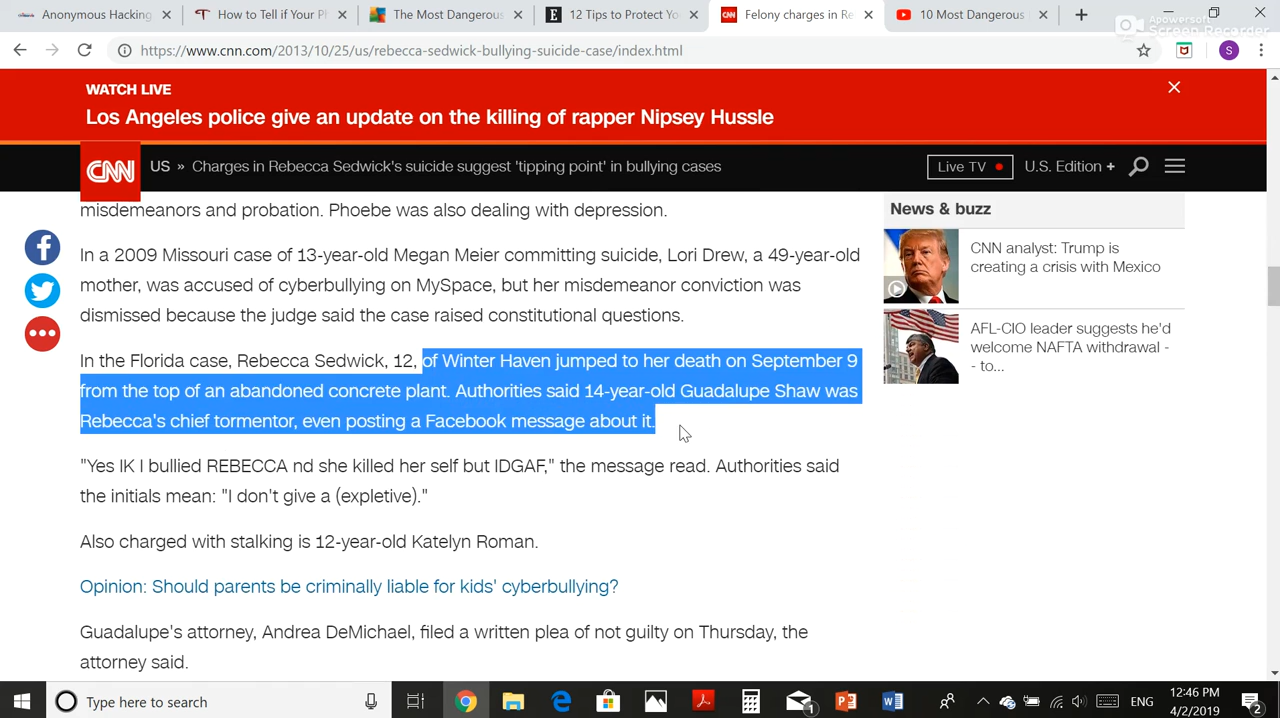 Anonymous Hacking
How to Tell if Your Ph
The Most Dangerous
12 Tips to Protect Yo
Felony charges in Re
10 Most Dangerous
Apowersoft
Screen Recorder
https://www.cnn.com/2013/10/25/us/rebecca-sedwick-bullying-suicide-case/index.html
S
WATCH LIVE
Los Angeles police give an update on the killing of rapper Nipsey Hussle
CNN
US » Charges in Rebecca Sedwick's suicide suggest 'tipping point' in bullying cases
Live TV
U.S. Edition +
misdemeanors and probation. Phoebe was also dealing with depression.
In a 2009 Missouri case of 13-year-old Megan Meier committing suicide, Lori Drew, a 49-year-old
mother, was accused of cyberbullying on MySpace, but her misdemeanor conviction was
dismissed because the judge said the case raised constitutional questions.
In the Florida case, Rebecca Sedwick, 12, of Winter Haven jumped to her death on September 9
from the top of an abandoned concrete plant. Authorities said 14-year-old Guadalupe Shaw was
Rebecca's chief tormentor, even posting a Facebook message about it.
"Yes IK I bullied REBECCA nd she killed her self but IDGAF," the message read. Authorities said
the initials mean: "I don't give a (expletive)."
Also charged with stalking is 12-year-old Katelyn Roman.
Opinion: Should parents be criminally liable for kids' cyberbullying?
Guadalupe's attorney, Andrea DeMichael, filed a written plea of not guilty on Thursday, the
attorney said.
News & buzz
CNN analyst: Trump is
creating a crisis with Mexico
AFL-CIO leader suggests he'd
welcome NAFTA withdrawal -
- to...
Type here to search
1
ENG
12:46 PM
4/2/2019
2